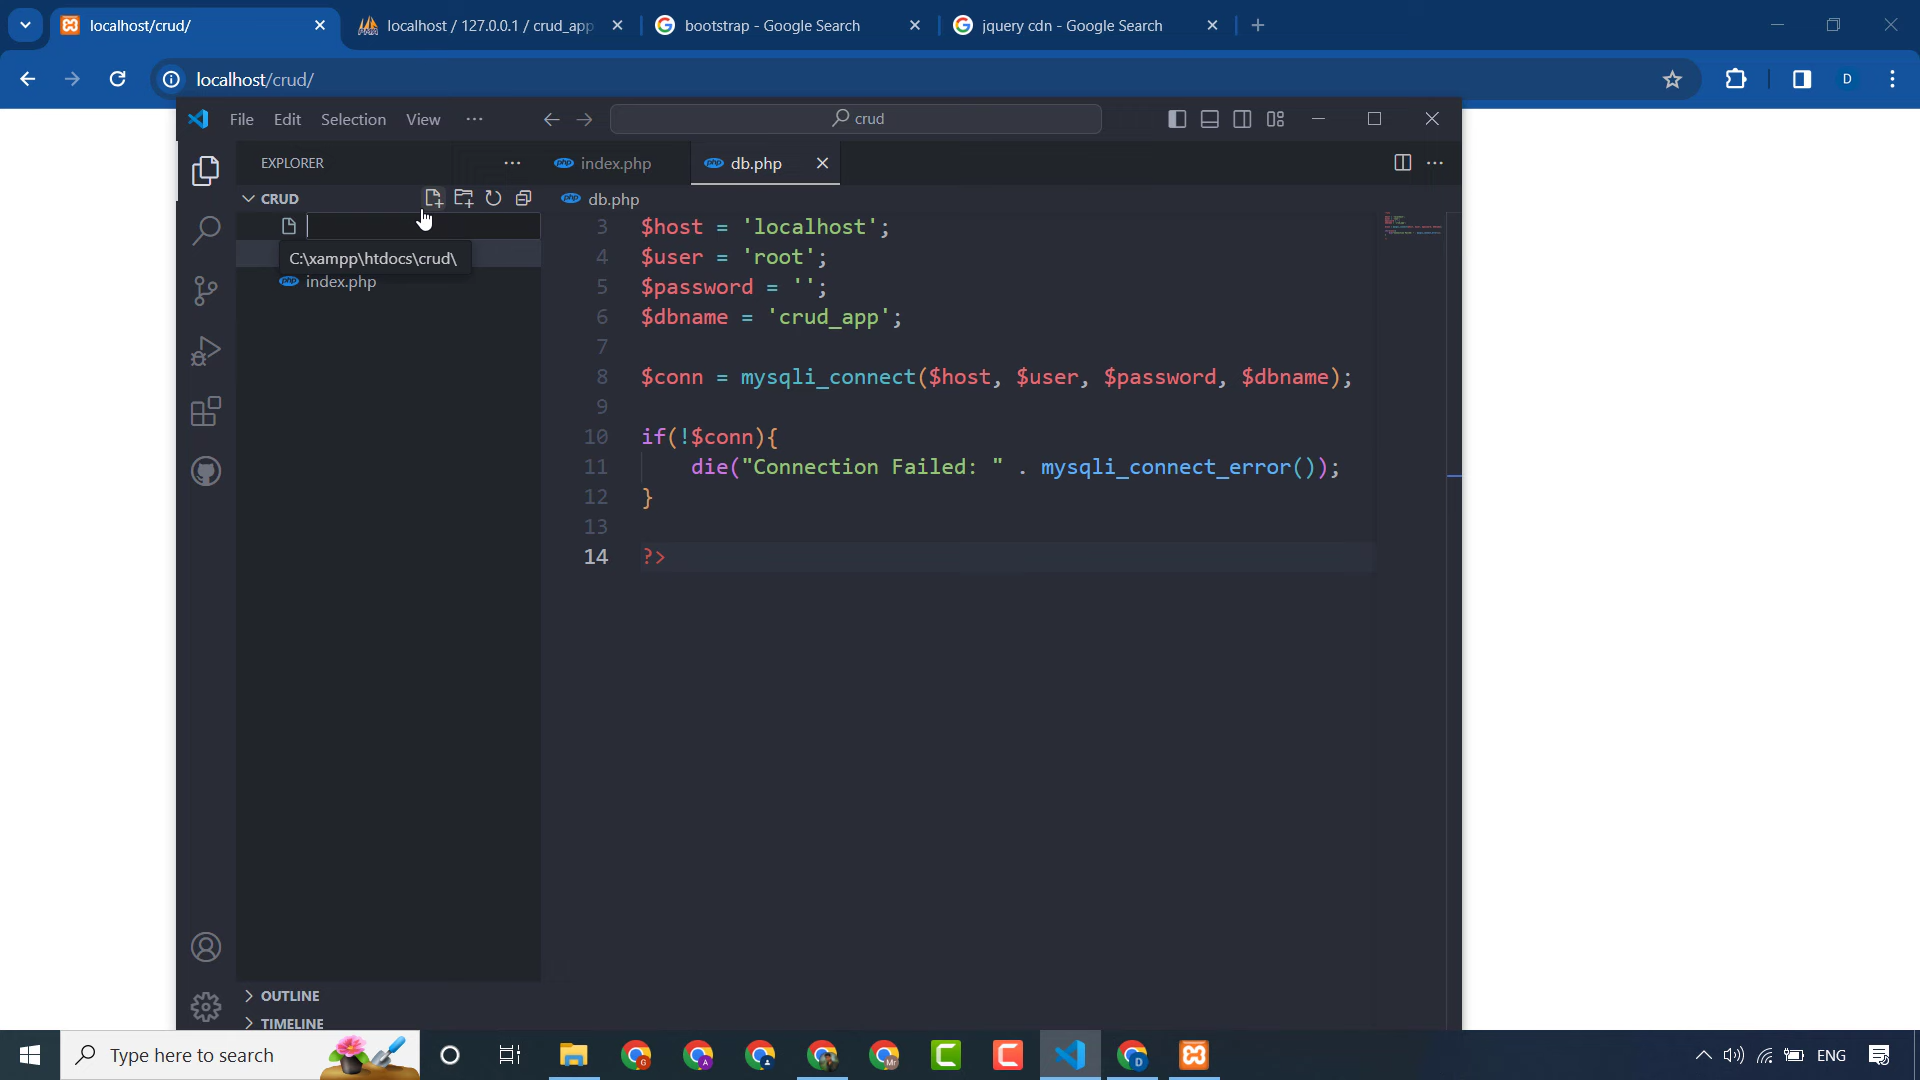 localhost/crud/
localhost / 127.0.0.1 / crud_app
bootstrap - Google Search
jquery cdn - Google Search
localhost/crud/
D
File Edit Selection View
crud
EXPLORER
index.php
db.php
CRUD
db.php
C:\xampp\htdocs\crud\
index.php
3 $host = 'localhost';
4 $user = 'root';
5 $password = '';
6 $dbname = 'crud_app';
7
8 $conn = mysqli_connect($host, $user, $password, $dbname);
9
10 if(!$conn){
11 die("Connection Failed: " . mysqli_connect_error());
12 }
13
14 ?>
OUTLINE
TIMELINE
Type here to search
ENG